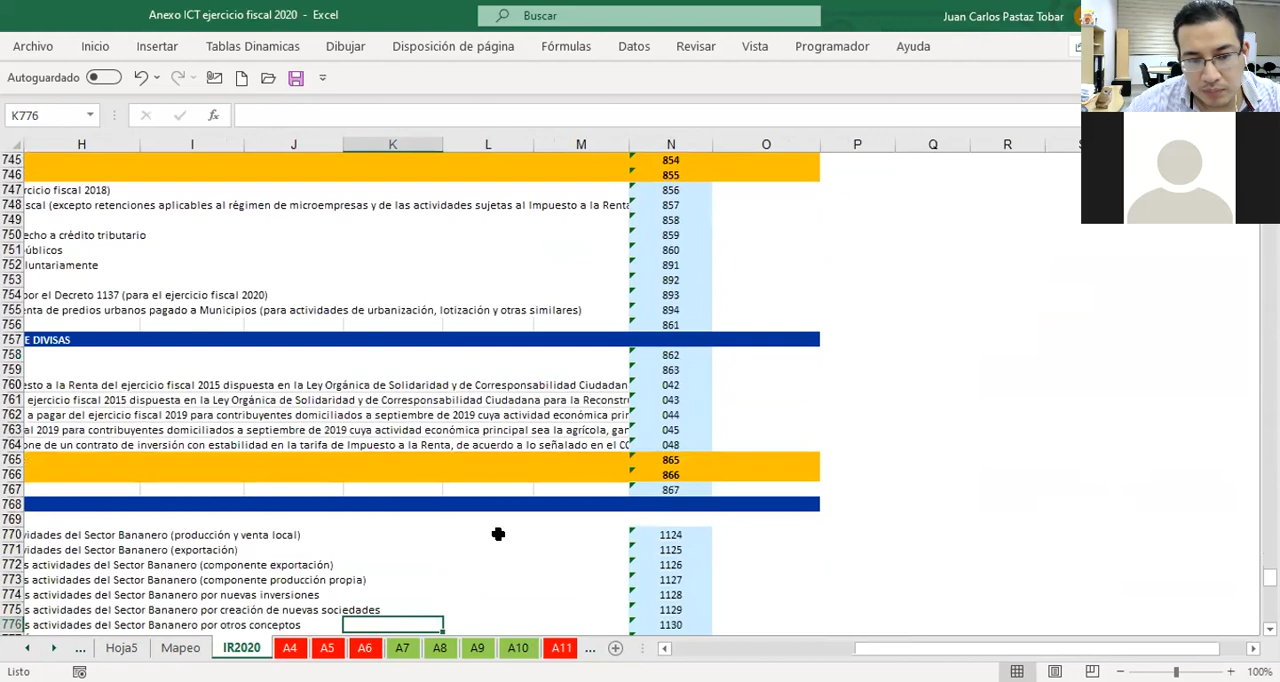 Anexo ICT ejercicio fiscal 2020 - Excel
Buscar
Juan Carlos Pastaz Tobar
Archivo Inicio Insertar Tablas Dinamicas Dibujar Disposición de página Fórmulas Datos Revisar Vista Programador Ayuda
Autoguardado
K776
fx
H I J K L M N O P Q R S
745 854
746 855
747 rcicio fiscal 2018) 856
748 iscal (excepto retenciones aplicables al régimen de microempresas y de las actividades sujetas al Impuesto a la Renta 857
749 858
750 echo a crédito tributario 859
751 úblicos 860
752 luntariamente 891
753 892
754 por el Decreto 1137 (para el ejercicio fiscal 2020) 893
755 enta de predios urbanos pagado a Municipios (para actividades de urbanización, lotización y otras similares) 894
756 861
757 E DIVISAS
758 862
759 863
760 esto a la Renta del ejercicio fiscal 2015 dispuesta en la Ley Orgánica de Solidaridad y de Corresponsabilidad Ciudadan 042
761 ejercicio fiscal 2015 dispuesta en la Ley Orgánica de Solidaridad y de Corresponsabilidad Ciudadana para la Reconstr 043
762 a pagar del ejercicio fiscal 2019 para contribuyentes domiciliados a septiembre de 2019 cuya actividad económica prin 044
763 al 2019 para contribuyentes domiciliados a septiembre de 2019 cuya actividad económica principal sea la agrícola, gan 045
764 one de un contrato de inversión con estabilidad en la tarifa de Impuesto a la Renta, de acuerdo a lo señalado en el CO 048
765 865
766 866
767 867
768
769
770 vidades del Sector Bananero (producción y venta local) 1124
771 vidades del Sector Bananero (exportación) 1125
772 s actividades del Sector Bananero (componente exportación) 1126
773 s actividades del Sector Bananero (componente producción propia) 1127
774 s actividades del Sector Bananero por nuevas inversiones 1128
775 s actividades del Sector Bananero por creación de nuevas sociedades 1129
776 s actividades del Sector Bananero por otros conceptos 1130
... Hoja5 Mapeo IR2020 A4 A5 A6 A7 A8 A9 A10 A11 ...
Listo
100%